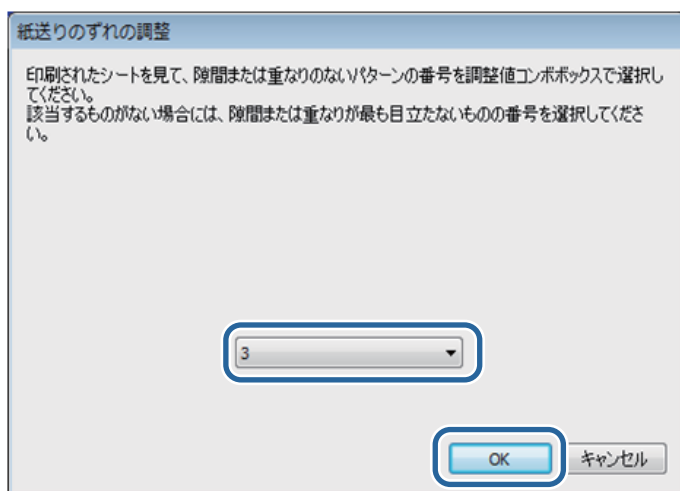 紙送りのずれの調整
印刷されたシートを見て、隙間または重なりのないパターンの番号を調整値コンボボックスで選択し
てください。
該当するものがない場合には、隙間または重なりが最も目立たないものの番号を選択してくださ
い。
3
OK キャンセル